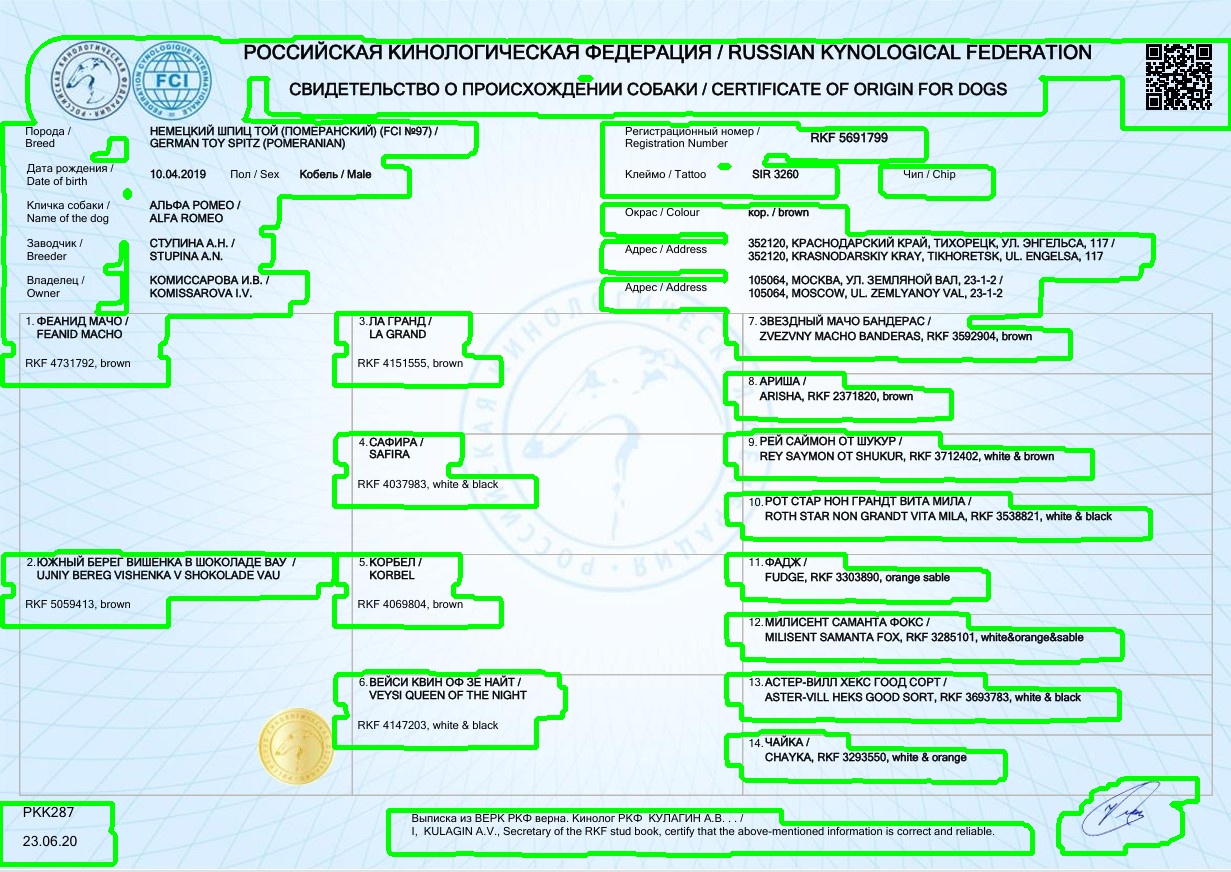 РОССИЙСКАЯ КИНОЛОГИЧЕСКАЯ ФЕДЕРАЦИЯ / RUSSIAN KYNOLOGICAL FEDERATION
FCI
СВИДЕТЕЛЬСТВО О ПРОИСХОЖДЕНИИ СОБАКИ / CERTIFICATE OF ORIGIN FOR DOGS
Порода / НЕМЕЦКИЙ ШПИЦ ТОЙ (ПОМЕРАНСКИЙ) (FCI №97) /
Breed GERMAN TOY SPITZ (POMERANIAN)
Регистрационный номер / RKF 5691799
Registration Number
Дата рождения / 10.04.2019 Пол / Sex Кобель / Male
Date of birth
Клеймо / Tattoo SIR 3260 Чип / Chip
Кличка собаки / АЛЬФА РОМЕО /
Name of the dog ALFA ROMEO
Окрас / Colour кор. / brown
Заводчик / СТУПИНА А.Н. /
Breeder STUPINA A.N.
Адрес / Address 352120, КРАСНОДАРСКИЙ КРАЙ, ТИХОРЕЦК, УЛ. ЭНГЕЛЬСА, 117 /
352120, KRASNODARSKIY KRAY, TIKHORETSK, UL. ENGELSA, 117
Владелец / КОМИССАРОВА И.В. /
Owner KOMISSAROVA I.V.
Адрес / Address 105064, МОСКВА, УЛ. ЗЕМЛЯНОЙ ВАЛ, 23-1-2 /
105064, MOSCOW, UL. ZEMLYANOY VAL, 23-1-2
1. ФЕАНИД МАЧО /
FEANID MACHO
RKF 4731792, brown
2. ЮЖНЫЙ БЕРЕГ ВИШЕНКА В ШОКОЛАДЕ ВАУ /
UJNIY BEREG VISHENKA V SHOKOLADE VAU
RKF 5059413, brown
3. ЛА ГРАНД /
LA GRAND
RKF 4151555, brown
4. САФИРА /
SAFIRA
RKF 4037983, white & black
5. КОРБЕЛ /
KORBEL
RKF 4069804, brown
6. ВЕЙСИ КВИН ОФ ЗЕ НАЙТ /
VEYSI QUEEN OF THE NIGHT
RKF 4147203, white & black
7. ЗВЕЗДНЫЙ МАЧО БАНДЕРАС /
ZVEZVNY MACHO BANDERAS, RKF 3592904, brown
8. АРИША /
ARISHA, RKF 2371820, brown
9. РЕЙ САЙМОН ОТ ШУКУР /
REY SAYMON OT SHUKUR, RKF 3712402, white & brown
10. РОТ СТАР НОН ГРАНДТ ВИТА МИЛА /
ROTH STAR NON GRANDT VITA MILA, RKF 3538821, white & black
11. ФАДЖ /
FUDGE, RKF 3303890, orange sable
12. МИЛИСЕНТ САМАНТА ФОКС /
MILISENT SAMANTA FOX, RKF 3285101, white&orange&sable
13. АСТЕР-ВИЛЛ ХЕКС ГООД СОРТ /
ASTER-VILL HEKS GOOD SORT, RKF 3693783, white & black
14. ЧАЙКА /
CHAYKA, RKF 3293550, white & orange
PKK287
23.06.20
Выписка из ВЕРК РКФ верна. Кинолог РКФ КУЛАГИН А.В. . . /
I, KULAGIN A.V., Secretary of the RKF stud book, certify that the above-mentioned information is correct and reliable.